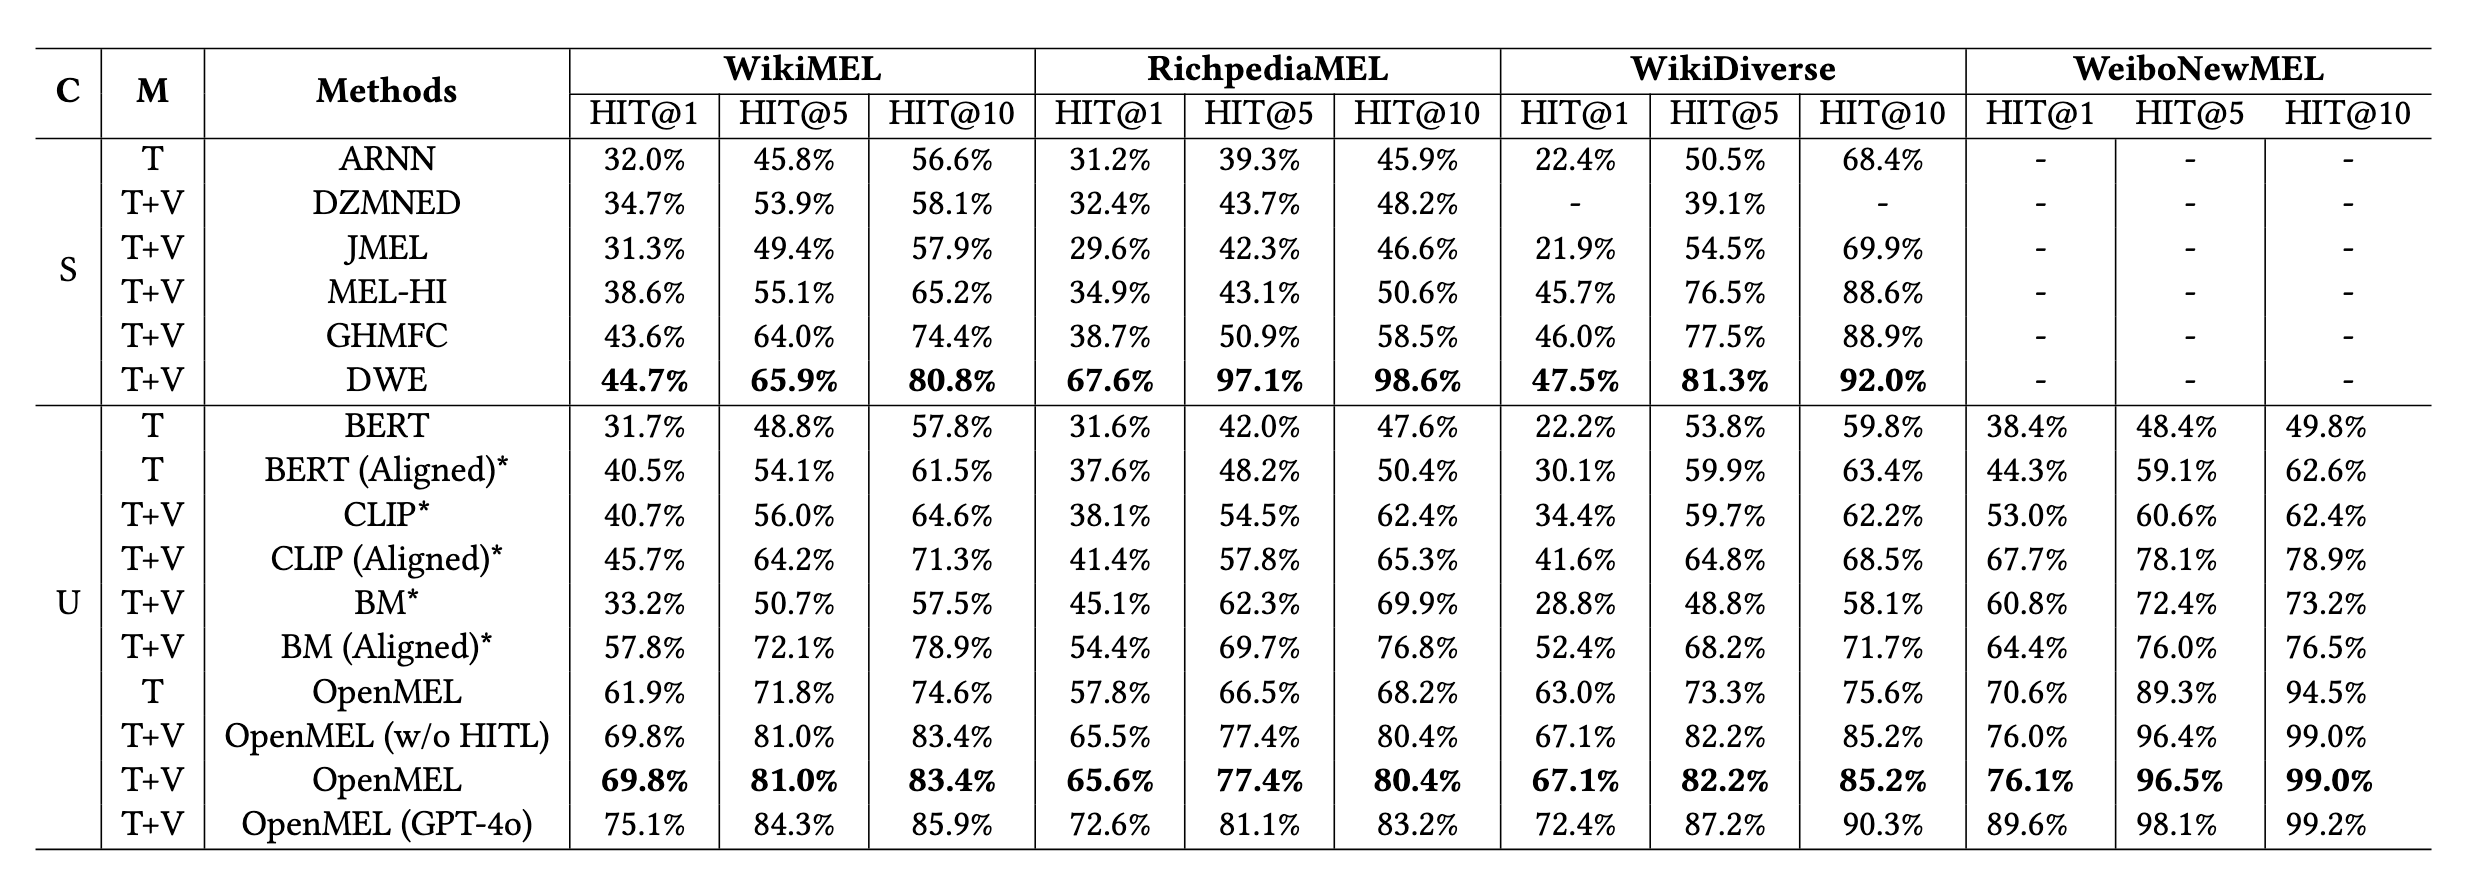 C M Methods WikiMEL RichpediaMEL WikiDiverse WeiboNewMEL
HIT@1 HIT@5 HIT@10 HIT@1 HIT@5 HIT@10 HIT@1 HIT@5 HIT@10 HIT@1 HIT@5 HIT@10
S
T ARNN 32.0% 45.8% 56.6% 31.2% 39.3% 45.9% 22.4% 50.5% 68.4% - - -
T+V DZMNED 34.7% 53.9% 58.1% 32.4% 43.7% 48.2% - 39.1% - - - -
T+V JMEL 31.3% 49.4% 57.9% 29.6% 42.3% 46.6% 21.9% 54.5% 69.9% - - -
T+V MEL-HI 38.6% 55.1% 65.2% 34.9% 43.1% 50.6% 45.7% 76.5% 88.6% - - -
T+V GHMFC 43.6% 64.0% 74.4% 38.7% 50.9% 58.5% 46.0% 77.5% 88.9% - - -
T+V DWE 44.7% 65.9% 80.8% 67.6% 97.1% 98.6% 47.5% 81.3% 92.0% - - -
U
T BERT 31.7% 48.8% 57.8% 31.6% 42.0% 47.6% 22.2% 53.8% 59.8% 38.4% 48.4% 49.8%
T BERT (Aligned)* 40.5% 54.1% 61.5% 37.6% 48.2% 50.4% 30.1% 59.9% 63.4% 44.3% 59.1% 62.6%
T+V CLIP* 40.7% 56.0% 64.6% 38.1% 54.5% 62.4% 34.4% 59.7% 62.2% 53.0% 60.6% 62.4%
T+V CLIP (Aligned)* 45.7% 64.2% 71.3% 41.4% 57.8% 65.3% 41.6% 64.8% 68.5% 67.7% 78.1% 78.9%
T+V BM* 33.2% 50.7% 57.5% 45.1% 62.3% 69.9% 28.8% 48.8% 58.1% 60.8% 72.4% 73.2%
T+V BM (Aligned)* 57.8% 72.1% 78.9% 54.4% 69.7% 76.8% 52.4% 68.2% 71.7% 64.4% 76.0% 76.5%
T OpenMEL 61.9% 71.8% 74.6% 57.8% 66.5% 68.2% 63.0% 73.3% 75.6% 70.6% 89.3% 94.5%
T+V OpenMEL (w/o HITL) 69.8% 81.0% 83.4% 65.5% 77.4% 80.4% 67.1% 82.2% 85.2% 76.0% 96.4% 99.0%
T+V OpenMEL 69.8% 81.0% 83.4% 65.6% 77.4% 80.4% 67.1% 82.2% 85.2% 76.1% 96.5% 99.0%
T+V OpenMEL (GPT-4o) 75.1% 84.3% 85.9% 72.6% 81.1% 83.2% 72.4% 87.2% 90.3% 89.6% 98.1% 99.2%